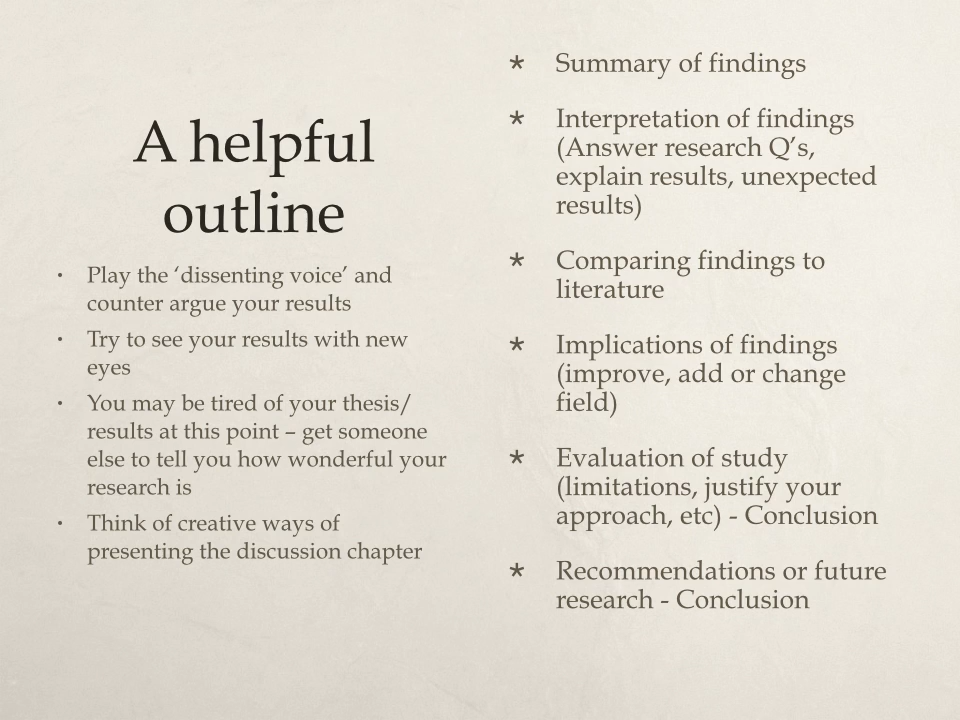 A helpful
outline
• Play the ‘dissenting voice’ and
counter argue your results
• Try to see your results with new
eyes
• You may be tired of your thesis/
results at this point – get someone
else to tell you how wonderful your
research is
• Think of creative ways of
presenting the discussion chapter
* Summary of findings
* Interpretation of findings
(Answer research Q’s,
explain results, unexpected
results)
* Comparing findings to
literature
* Implications of findings
(improve, add or change
field)
* Evaluation of study
(limitations, justify your
approach, etc) - Conclusion
* Recommendations or future
research - Conclusion